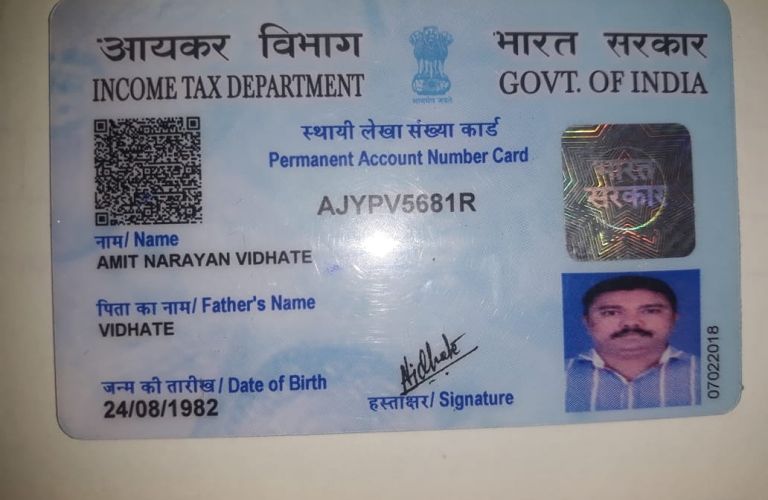 आयकर विभाग
INCOME TAX DEPARTMENT
भारत सरकार
GOVT. OF INDIA
सत्यमेव जयते
स्थायी लेखा संख्या कार्ड
Permanent Account Number Card
AJYPV5681R
भारत
सरकार
नाम/ Name
AMIT NARAYAN VIDHATE
पिता का नाम/ Father's Name
VIDHATE
जन्म की तारीख / Date of Birth
24/08/1982
Vidhate
हस्ताक्षर/ Signature
07022018